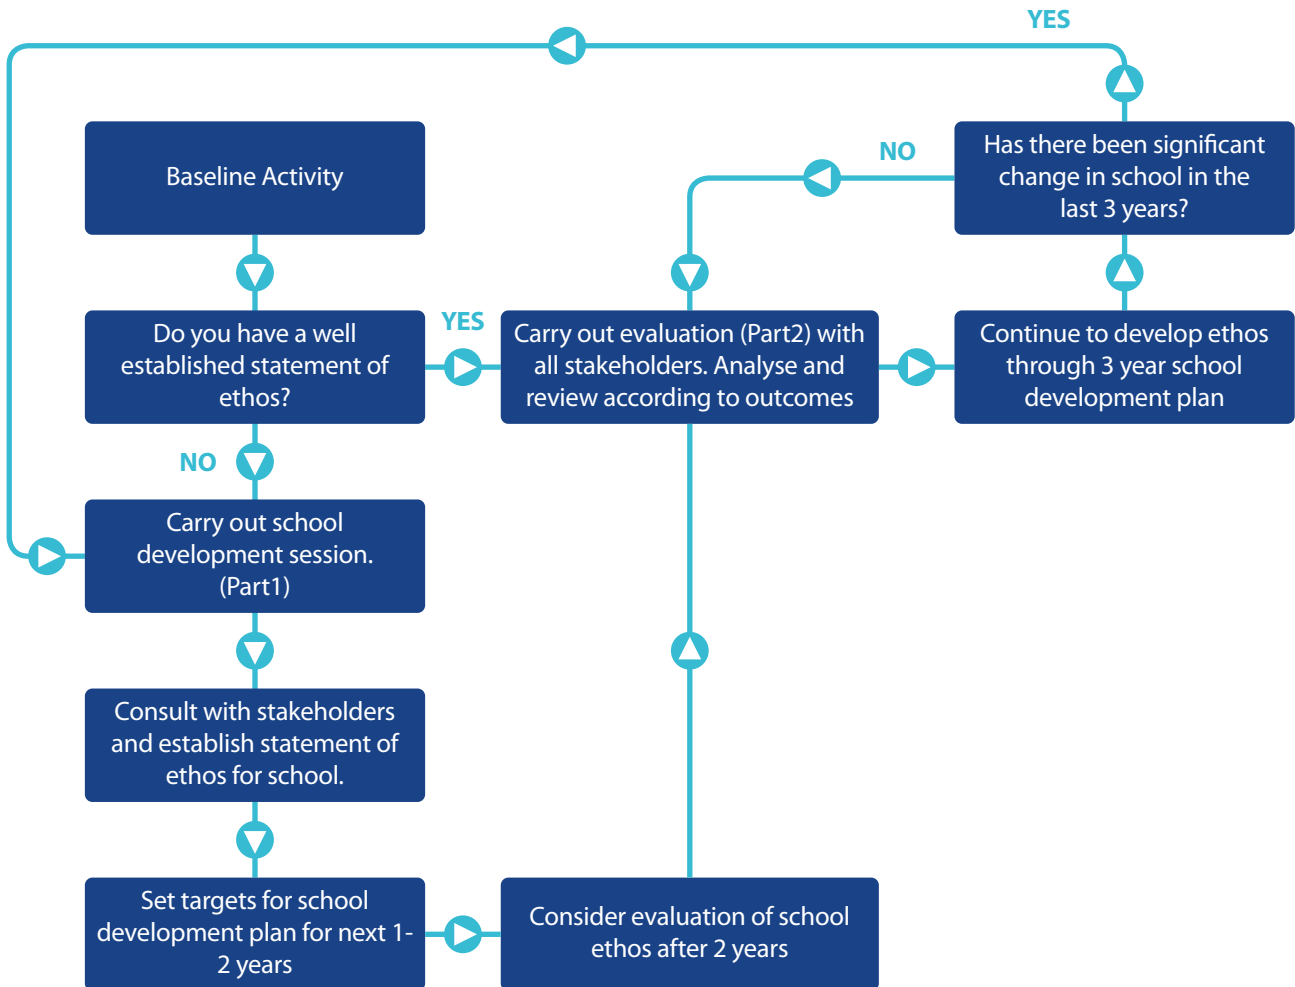 YES
Baseline Activity
NO
Has there been significant
change in school in the
last 3 years?
Do you have a well
established statement of
ethos?
YES
Carry out evaluation (Part2) with
all stakeholders. Analyse and
review according to outcomes
Continue to develop ethos
through 3 year school
development plan
NO
Carry out school
development session.
(Part1)
Consult with stakeholders
and establish statement of
ethos for school.
Set targets for school
development plan for next 1-
2 years
Consider evaluation of school
ethos after 2 years